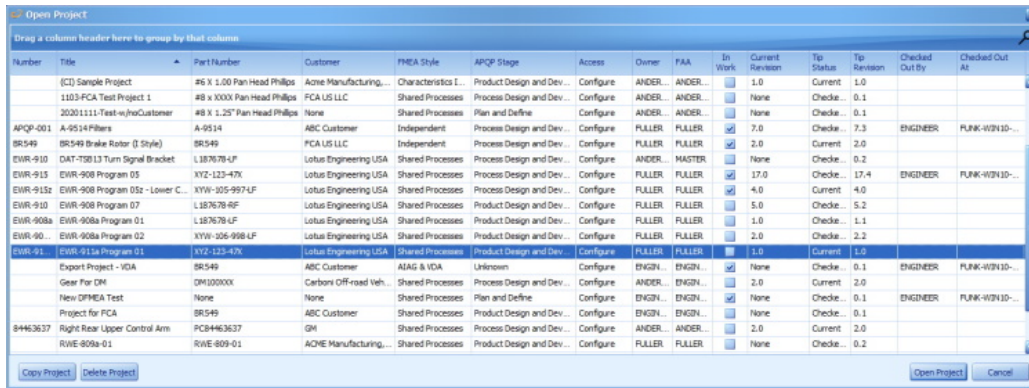 Open Project
Drag a column header here to group by that column
Number Title Part Number Customer FMEA Style APQP Stage Access Owner FAA In Work Current Revision Tip Status Tip Revision Checked Out By Checked Out At
(CI) Sample Project #6 X 1.00 Pan Head Phillips Acme Manufacturing,... Characteristics I... Product Design and Dev... Configure ANDER... ANDER... 1.0 Current 1.0
1103-FCA Test Project 1 #8 x XXXX Pan Head Phillips FCA US LLC Shared Processes Process Design and Dev... Configure ANDER... ANDER... None Checke... 0.1
20201111-Test-w/noCustomer #8 X 1.25" Pan Head Phillips None Shared Processes Plan and Define Configure ANDER... ANDER... None Checke... 0.1
APQP-001 A-9514 Filters A-9514 ABC Customer Independent Process Design and Dev... Configure FULLER FULLER 7.0 Checke... 7.3 ENGINEER FUNK-WIN10-...
BR549 BR549 Brake Rotor (I Style) BR549 FCA US LLC Independent Process Design and Dev... Configure FULLER FULLER 2.0 Current 2.0
EWR-910 DAT-TSB13 Turn Signal Bracket L187678-LF Lotus Engineering USA Shared Processes Product Design and Dev... Configure ANDER... MASTER None Checke... 0.2
EWR-915 EWR-908 Program 05 XYZ-123-47X Lotus Engineering USA Shared Processes Product Design and Dev... Configure FULLER FULLER 17.0 Checke... 17.4 ENGINEER FUNK-WIN10-...
EWR-915z EWR-908 Program 05z - Lower C... XYW-105-997-LF Lotus Engineering USA Shared Processes Product Design and Dev... Configure FULLER FULLER 4.0 Current 4.0
EWR-910 EWR-908 Program 07 L187678-RF Lotus Engineering USA Shared Processes Product Design and Dev... Configure FULLER FULLER 5.0 Checke... 5.2
EWR-908a EWR-908a Program 01 L187678-LF Lotus Engineering USA Shared Processes Product Design and Dev... Configure FULLER FULLER 1.0 Checke... 1.1
EWR-90... EWR-908a Program 02 XYW-106-998-LF Lotus Engineering USA Shared Processes Product Design and Dev... Configure FULLER FULLER 2.0 Checke... 2.2
EWR-91... EWR-911a Program 01 XYZ-123-47X Lotus Engineering USA Shared Processes Product Design and Dev... Configure FULLER FULLER 1.0 Current 1.0
Export Project - VDA BR549 ABC Customer AIAG & VDA Unknown Configure ENGIN... ENGIN... None Checke... 0.1 ENGINEER FUNK-WIN10-...
Gear For DM DM100XXX Carboni Off-road Veh... Shared Processes Process Design and Dev... Configure ANDER... ENGIN... 2.0 Current 2.0
New DFMEA Test None None Shared Processes Plan and Define Configure ENGIN... ENGIN... None Checke... 0.1 ENGINEER FUNK-WIN10-...
Project for FCA BR549 ABC Customer Shared Processes Product Design and Dev... Configure ENGIN... ENGIN... None Checke... 0.1
84463637 Right Rear Upper Control Arm PC84463637 GM Shared Processes Process Design and Dev... Configure ANDER... ANDER... 2.0 Current 2.0
RWE-809a-01 RWE-809-01 ACME Manufacturing,... Shared Processes Product Design and Dev... Configure FULLER FULLER None Checke... 0.2
Copy Project Delete Project Open Project Cancel